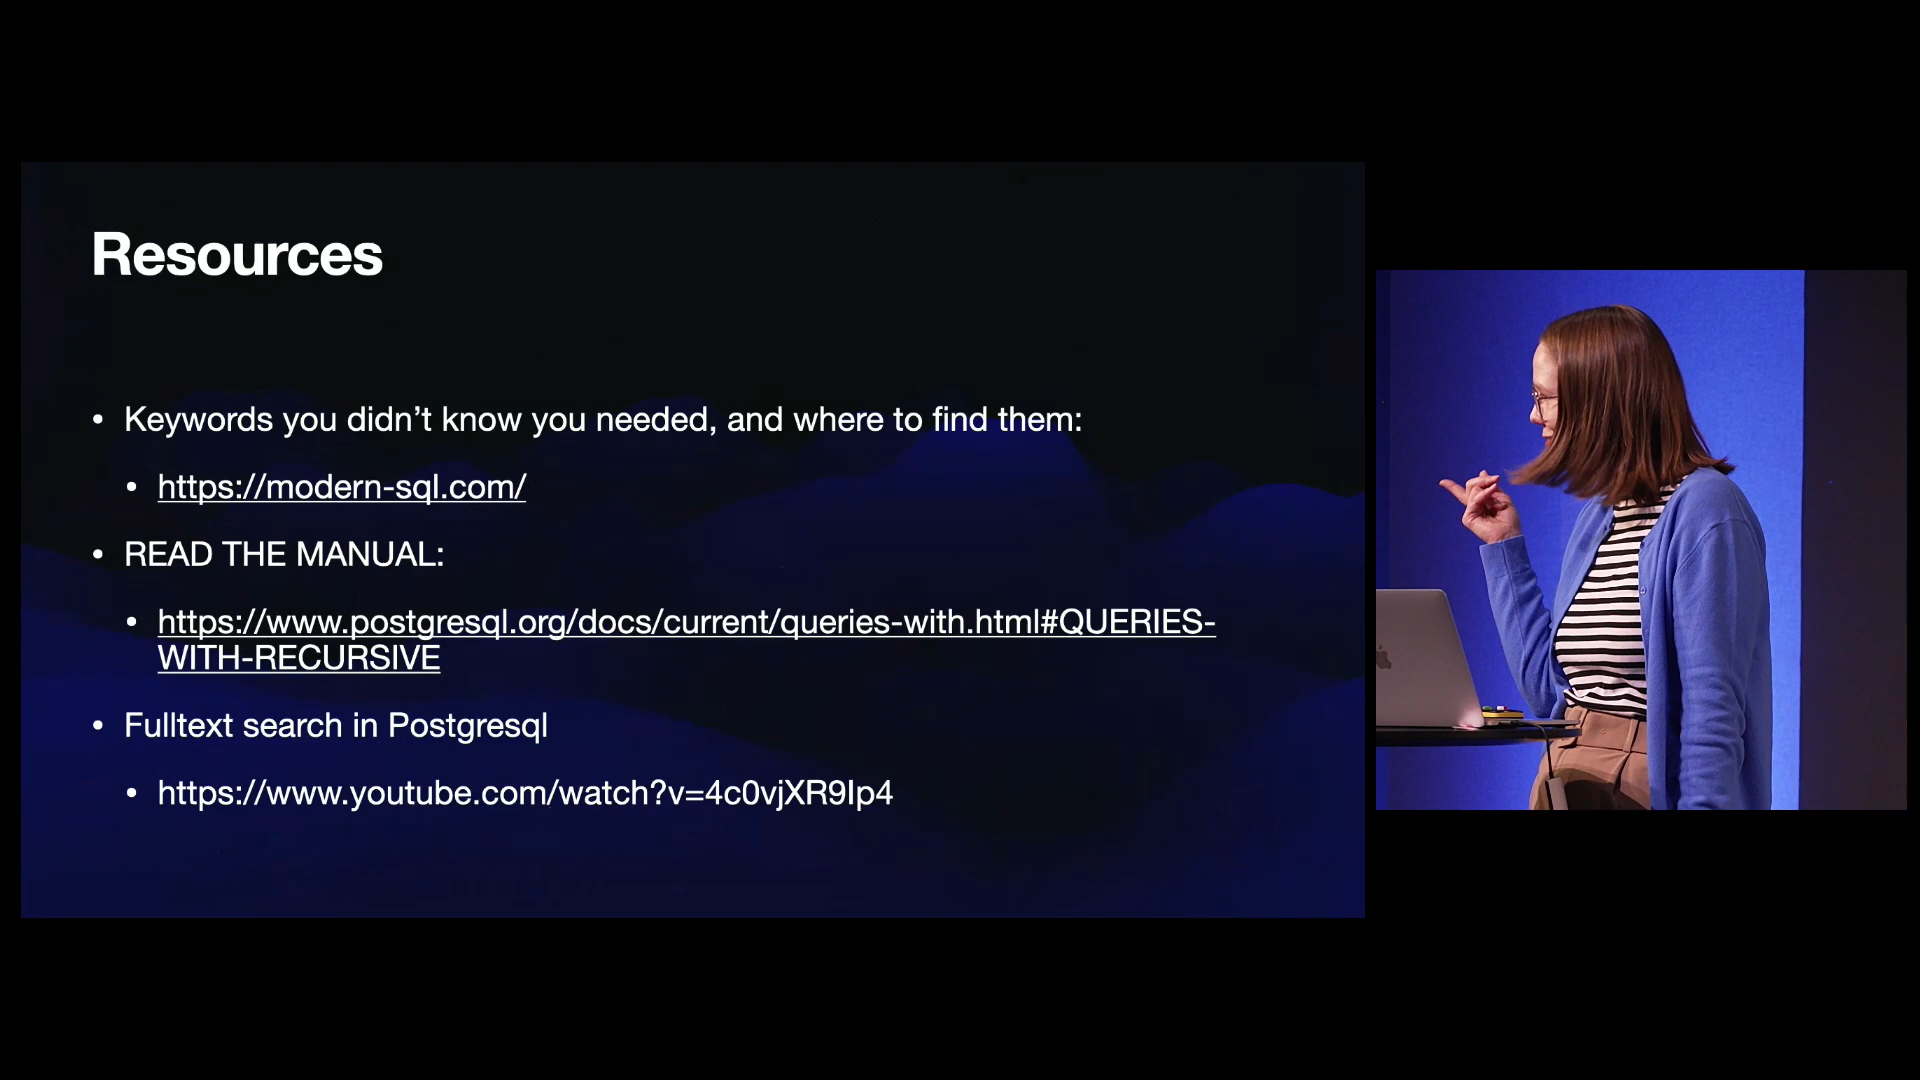 Resources
• Keywords you didn’t know you needed, and where to find them:
• https://modern-sql.com/
• READ THE MANUAL:
• https://www.postgresql.org/docs/current/queries-with.html#QUERIES-
WITH-RECURSIVE
• Fulltext search in Postgresql
• https://www.youtube.com/watch?v=4c0vjXR9Ip4